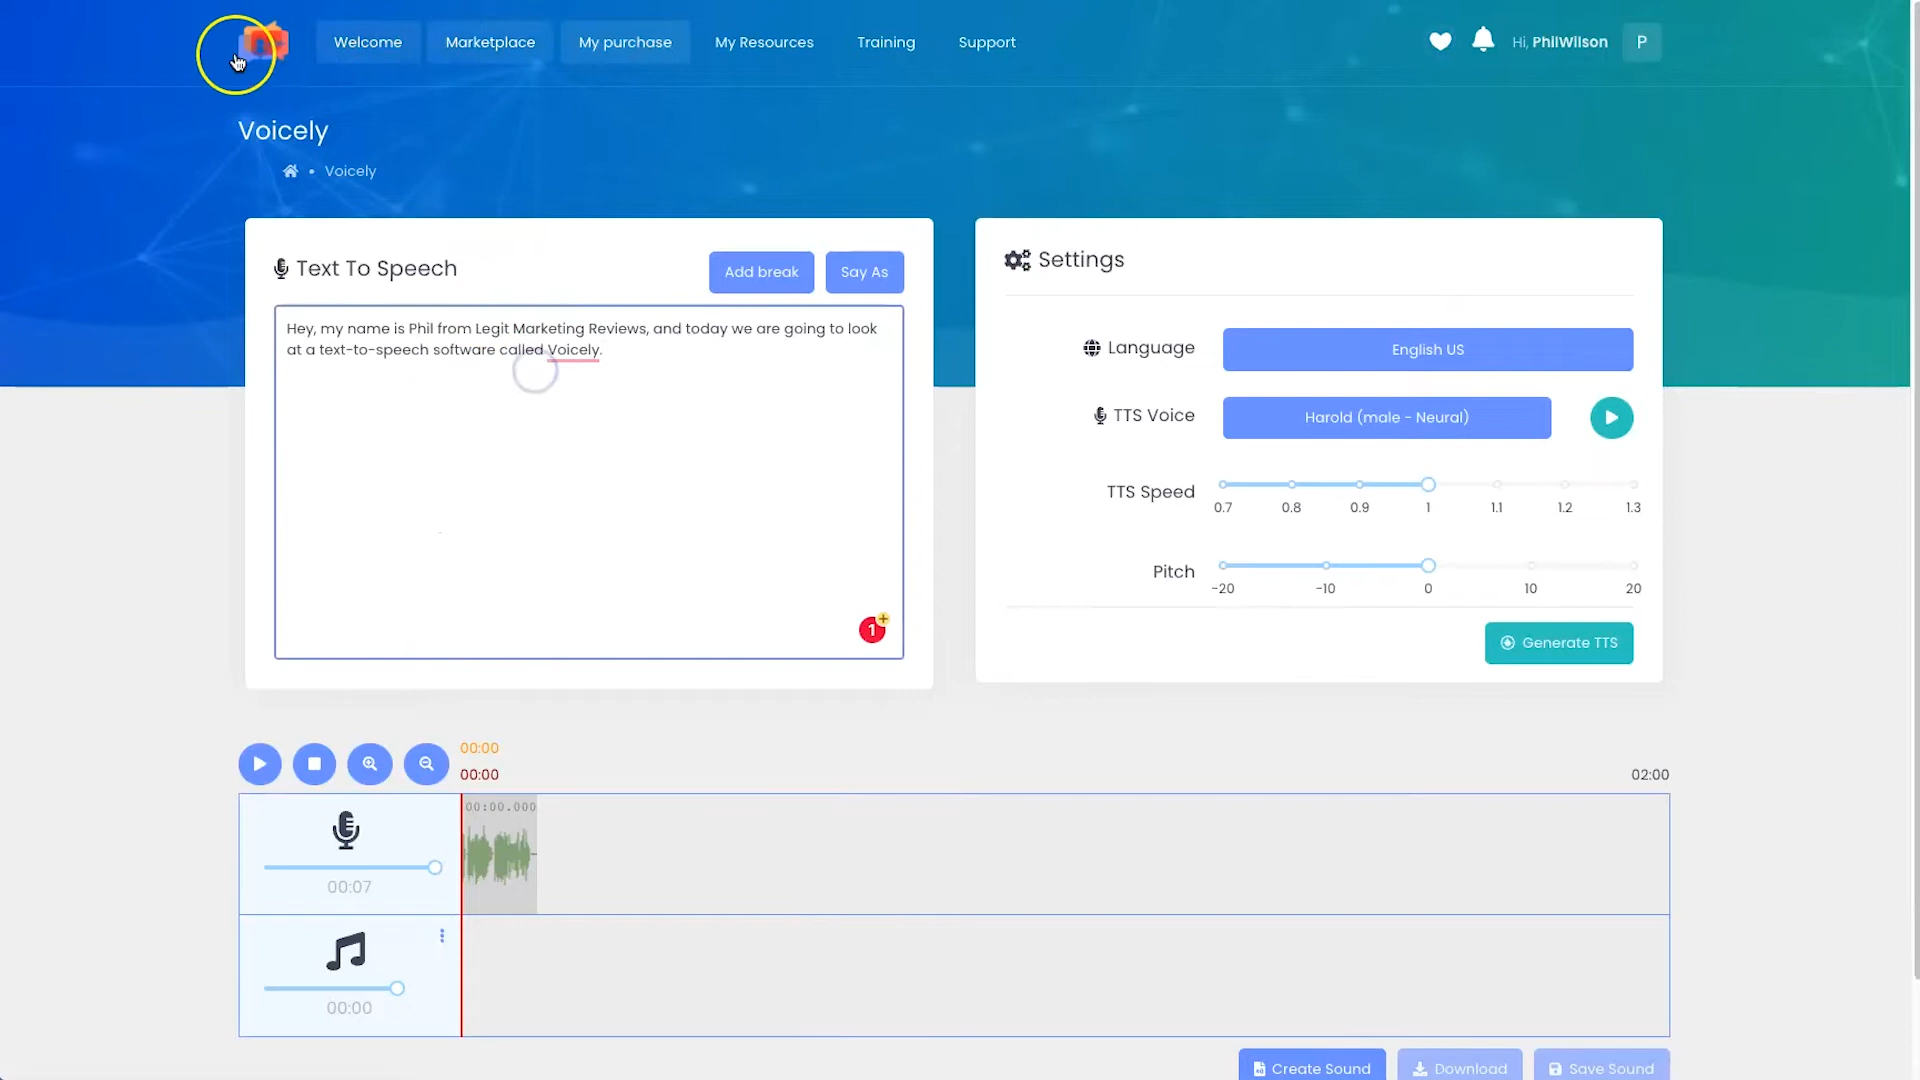 Welcome
Marketplace
My purchase
My Resources
Training
Support
Hi, PhilWilson
P
Voicely
Voicely
Text To Speech
Add break
Say As
Hey, my name is Phil from Legit Marketing Reviews, and today we are going to look
at a text-to-speech software called Voicely.
1
Settings
Language
English US
TTS Voice
Harold (male - Neural)
TTS Speed
0.7 0.8 0.9 1 1.1 1.2 1.3
Pitch
-20 -10 0 10 20
Generate TTS
00:00
00:00
02:00
00:00.000
00:07
00:00
Create Sound
Download
Save Sound